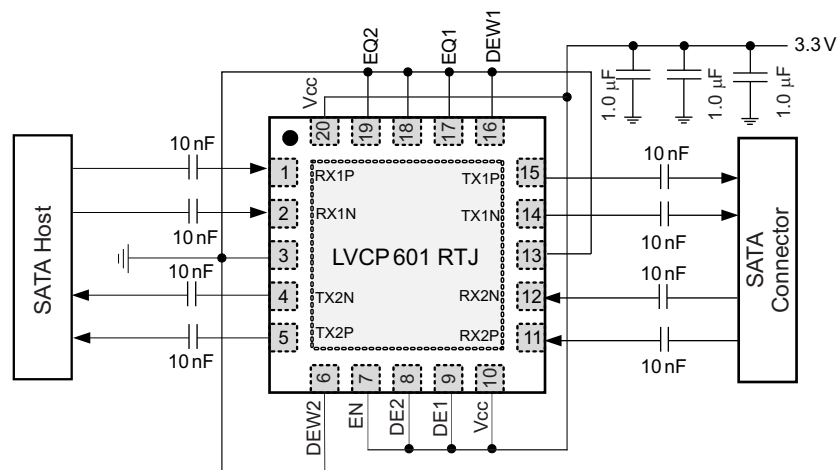 EQ2
EQ1
DEW1
3.3 V
Vcc
1.0 µF
1.0 µF
1.0 µF
20
19
18
17
16
10 nF
10 nF
1
RX1P
TX1P
15
10 nF
2
RX1N
TX1N
14
10 nF
SATA Host
3
LVCP601 RTJ
13
SATA Connector
10 nF
10 nF
4
TX2N
RX2N
12
5
TX2P
RX2P
11
10 nF
10 nF
6
7
8
9
10
DEW2
EN
DE2
DE1
Vcc